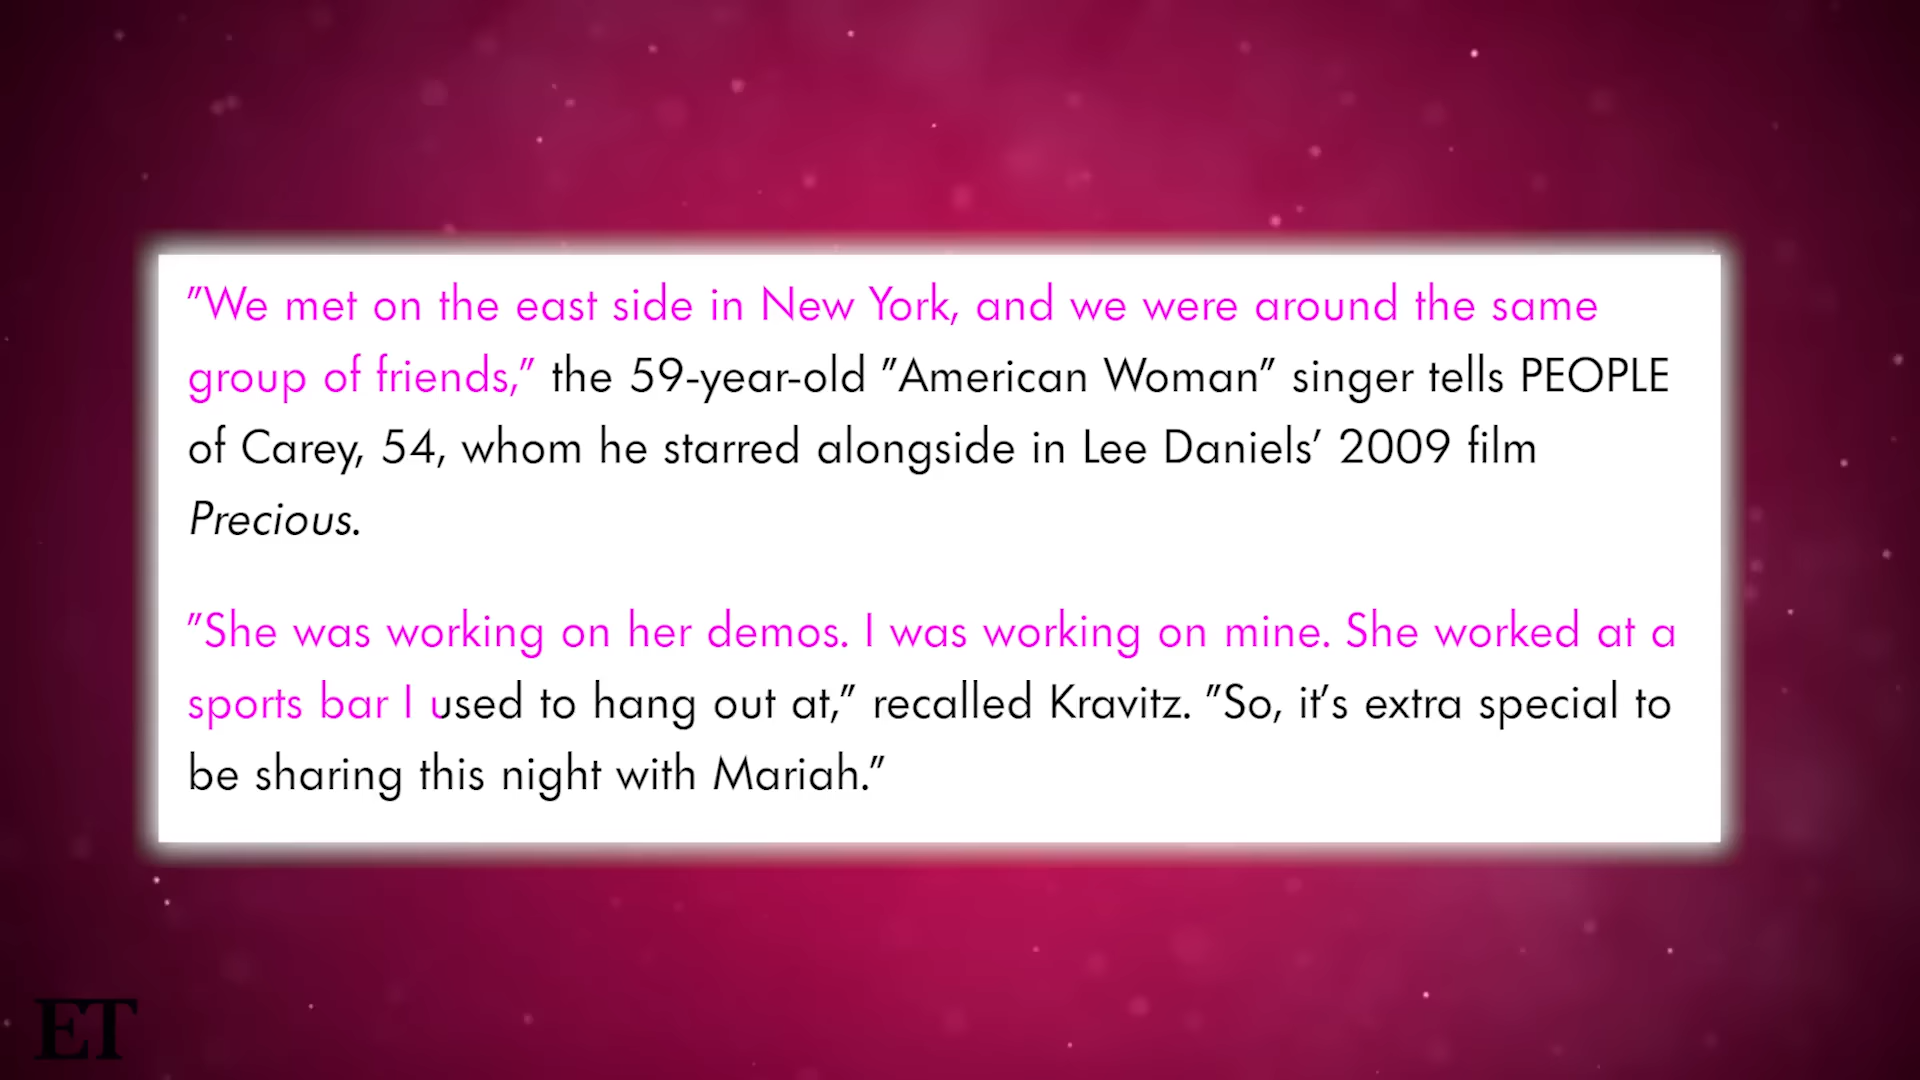 ”We met on the east side in New York, and we were around the same
group of friends,” the 59-year-old ”American Woman” singer tells PEOPLE
of Carey, 54, whom he starred alongside in Lee Daniels’ 2009 film
Precious.
”She was working on her demos. I was working on mine. She worked at a
sports bar I used to hang out at,” recalled Kravitz. ”So, it’s extra special to
be sharing this night with Mariah.”
ET